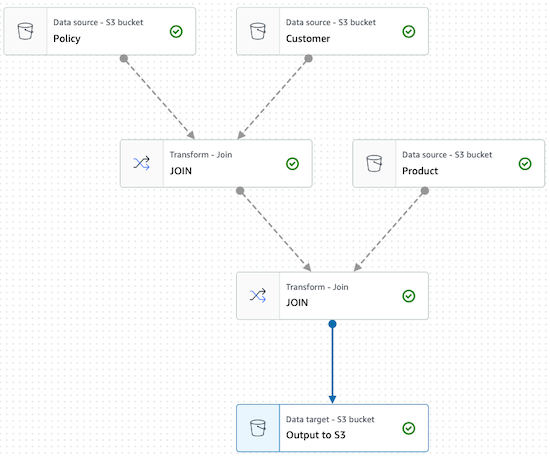 Data source - S3 bucket
Policy
Data source - S3 bucket
Customer
Transform - Join
JOIN
Data source - S3 bucket
Product
Transform - Join
JOIN
Data target - S3 bucket
Output to S3